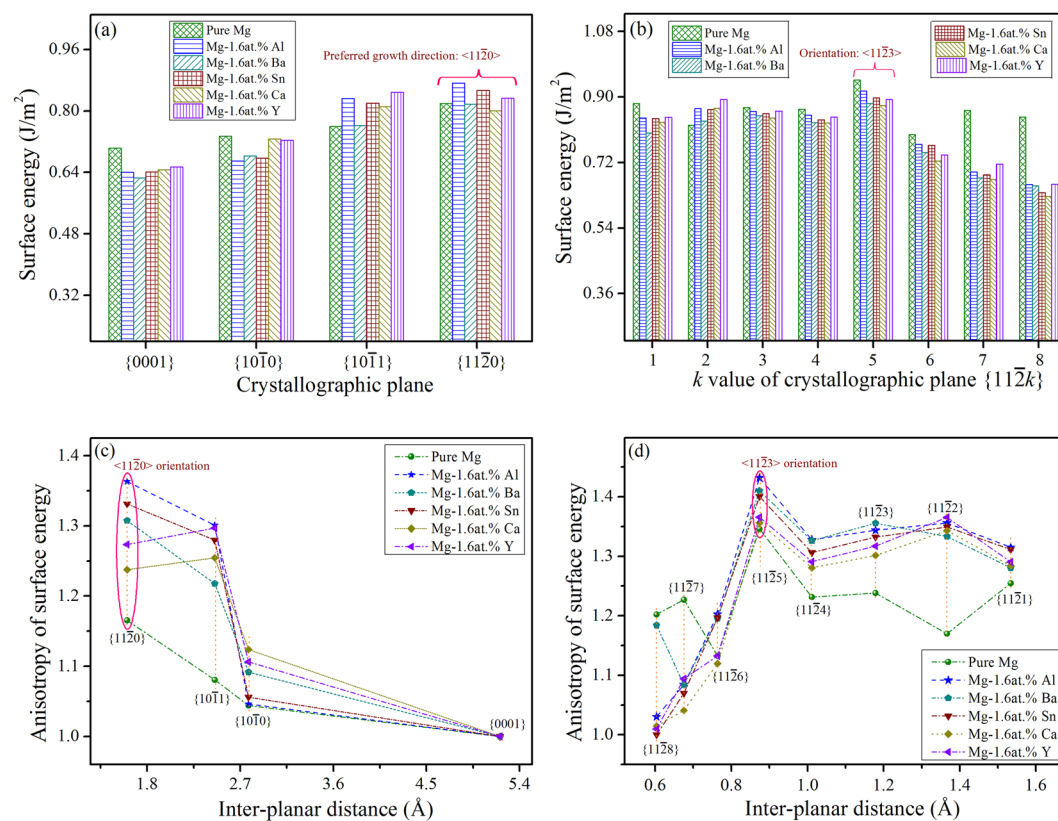 (a)
Pure Mg
Mg-1.6at.% Al
Mg-1.6at.% Ba
Mg-1.6at.% Sn
Mg-1.6at.% Ca
Mg-1.6at.% Y
Preferred growth direction: <112̄0>
Surface energy (J/m²)
0.96
0.80
0.64
0.48
0.32
{0001}
{101̄0}
{101̄1}
{112̄0}
Crystallographic plane
(b)
Pure Mg
Mg-1.6at.% Al
Mg-1.6at.% Ba
Mg-1.6at.% Sn
Mg-1.6at.% Ca
Mg-1.6at.% Y
Orientation: <112̄3>
Surface energy (J/m²)
1.08
0.90
0.72
0.54
0.36
1 2 3 4 5 6 7 8
k value of crystallographic plane {112̄k}
(c)
<112̄0> orientation
Pure Mg
Mg-1.6at.% Al
Mg-1.6at.% Ba
Mg-1.6at.% Sn
Mg-1.6at.% Ca
Mg-1.6at.% Y
Anisotropy of surface energy
1.4
1.3
1.2
1.1
1.0
{112̄0}
{101̄1}
{101̄0}
{0001}
1.8 2.7 3.6 4.5 5.4
Inter-planar distance (Å)
(d)
<112̄3> orientation
{112̄3}
{112̄2}
{112̄7}
{112̄5}
{112̄4}
{112̄1}
{112̄6}
{112̄8}
Pure Mg
Mg-1.6at.% Al
Mg-1.6at.% Ba
Mg-1.6at.% Sn
Mg-1.6at.% Ca
Mg-1.6at.% Y
Anisotropy of surface energy
1.4
1.3
1.2
1.1
1.0
0.6 0.8 1.0 1.2 1.4 1.6
Inter-planar distance (Å)